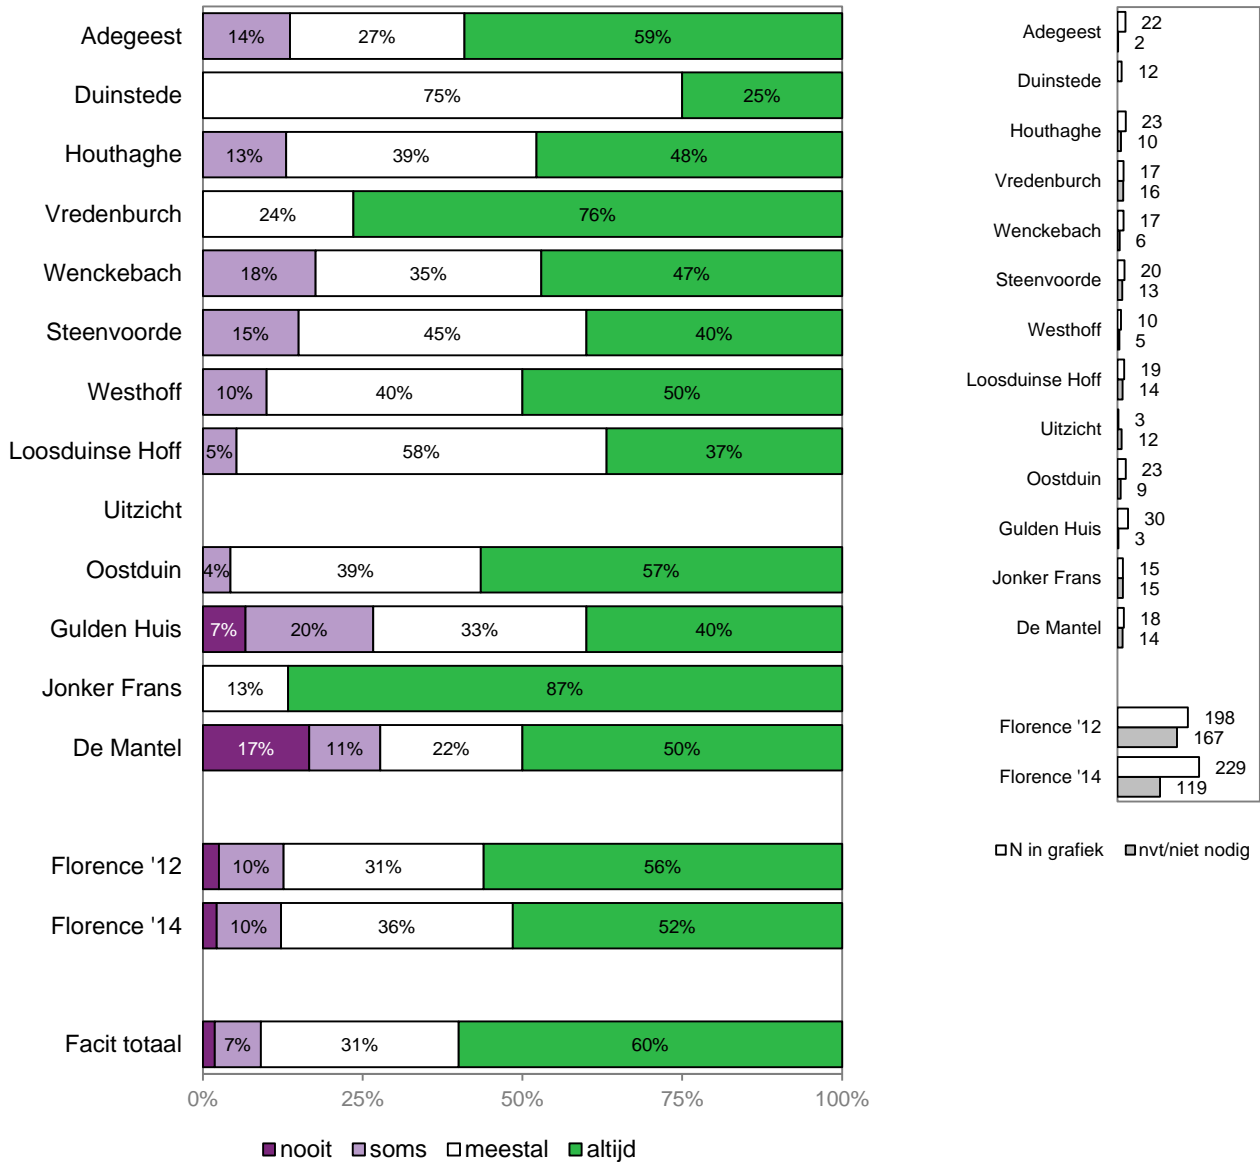 Adegeest 14% 27% 59%
Duinstede 75% 25%
Houthaghe 13% 39% 48%
Vredenburch 24% 76%
Wenckebach 18% 35% 47%
Steenvoorde 15% 45% 40%
Westhoff 10% 40% 50%
Loosduinse Hoff 5% 58% 37%
Uitzicht
Oostduin 4% 39% 57%
Gulden Huis 7% 20% 33% 40%
Jonker Frans 13% 87%
De Mantel 17% 11% 22% 50%
Florence '12 10% 31% 56%
Florence '14 10% 36% 52%
Facit totaal 7% 31% 60%
0% 25% 50% 75% 100%
nooit soms meestal altijd
Adegeest 22
2
Duinstede 12
Houthaghe 23
10
Vredenburch 17
16
Wenckebach 17
6
Steenvoorde 20
13
Westhoff 10
5
Loosduinse Hoff 19
14
Uitzicht 3
12
Oostduin 23
9
Gulden Huis 30
3
Jonker Frans 15
15
De Mantel 18
14
Florence '12 198
167
Florence '14 229
119
N in grafiek nvt/niet nodig